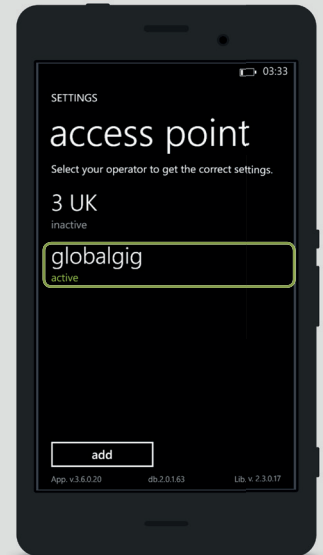 03:33
SETTINGS
access point
Select your operator to get the correct settings.
3 UK
inactive
globalgig
active
add
App. v.3.6.0.20 db.2.0.1.63 Lib. v. 2.3.0.17